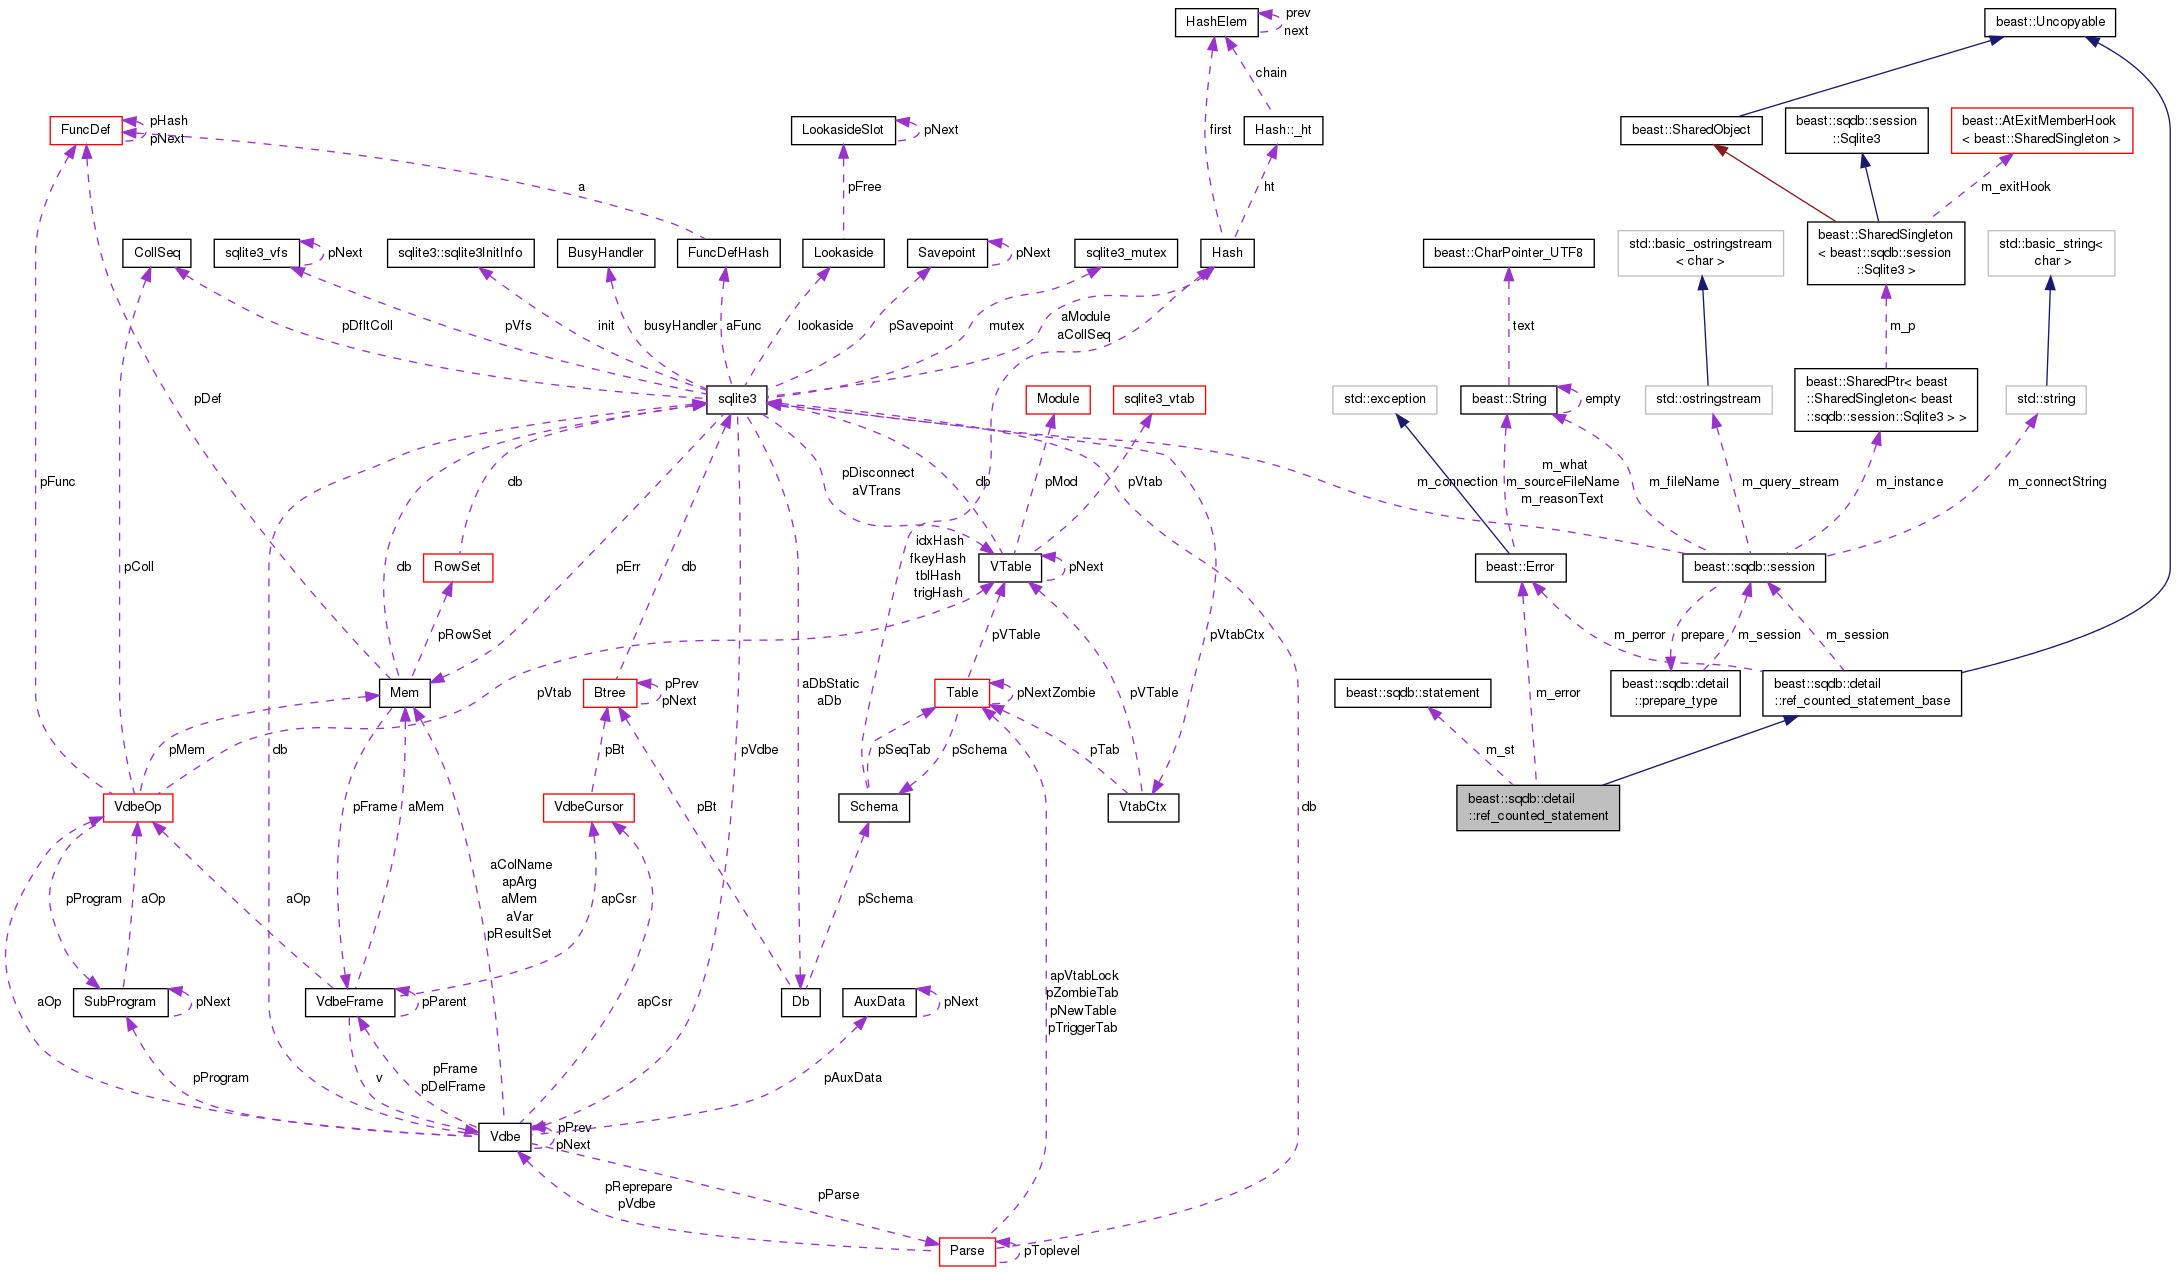 HashElem
prev
next
beast::Uncopyable
chain
FuncDef
pHash
pNext
LookasideSlot
pNext
first
Hash::_ht
beast::SharedObject
beast::sqdb::session
::Sqlite3
beast::AtExitMemberHook
< beast::SharedSingleton >
a
pFree
ht
m_exitHook
CollSeq
sqlite3_vfs
pNext
sqlite3::sqlite3InitInfo
BusyHandler
FuncDefHash
Lookaside
Savepoint
pNext
sqlite3_mutex
Hash
beast::CharPointer_UTF8
std::basic_ostringstream
< char >
beast::SharedSingleton
< beast::sqdb::session
::Sqlite3 >
std::basic_string<
char >
pDfltColl
pVfs
init
busyHandler
aFunc
lookaside
pSavepoint
mutex
aModule
aCollSeq
text
m_p
pDef
sqlite3
Module
sqlite3_vtab
std::exception
beast::String
empty
std::ostringstream
beast::SharedPtr< beast
::SharedSingleton< beast
::sqdb::session::Sqlite3 > >
std::string
pFunc
db
pDisconnect
aVTrans
db
pMod
pVtab
m_connection
m_what
m_sourceFileName
m_reasonText
m_fileName
m_query_stream
m_instance
m_connectString
pColl
db
RowSet
pErr
db
idxHash
fkeyHash
tblHash
trigHash
VTable
pNext
beast::Error
beast::sqdb::session
pRowSet
pVTable
pVtabCtx
m_perror
prepare
m_session
m_session
Mem
pVtab
Btree
pPrev
pNext
aDbStatic
aDb
Table
pNextZombie
pVTable
beast::sqdb::statement
m_error
beast::sqdb::detail
::prepare_type
beast::sqdb::detail
::ref_counted_statement_base
pMem
db
pBt
pVdbe
pSeqTab
pSchema
pTab
m_st
VdbeOp
pFrame
aMem
VdbeCursor
pBt
Schema
VtabCtx
db
beast::sqdb::detail
::ref_counted_statement
pProgram
aOp
aOp
aColName
apArg
aMem
aVar
pResultSet
apCsr
pSchema
aOp
SubProgram
pNext
VdbeFrame
pParent
apCsr
Db
AuxData
pNext
apVtabLock
pZombieTab
pNewTable
pTriggerTab
pProgram
v
pFrame
pDelFrame
pAuxData
Vdbe
pPrev
pNext
pReprepare
pVdbe
pParse
Parse
pToplevel